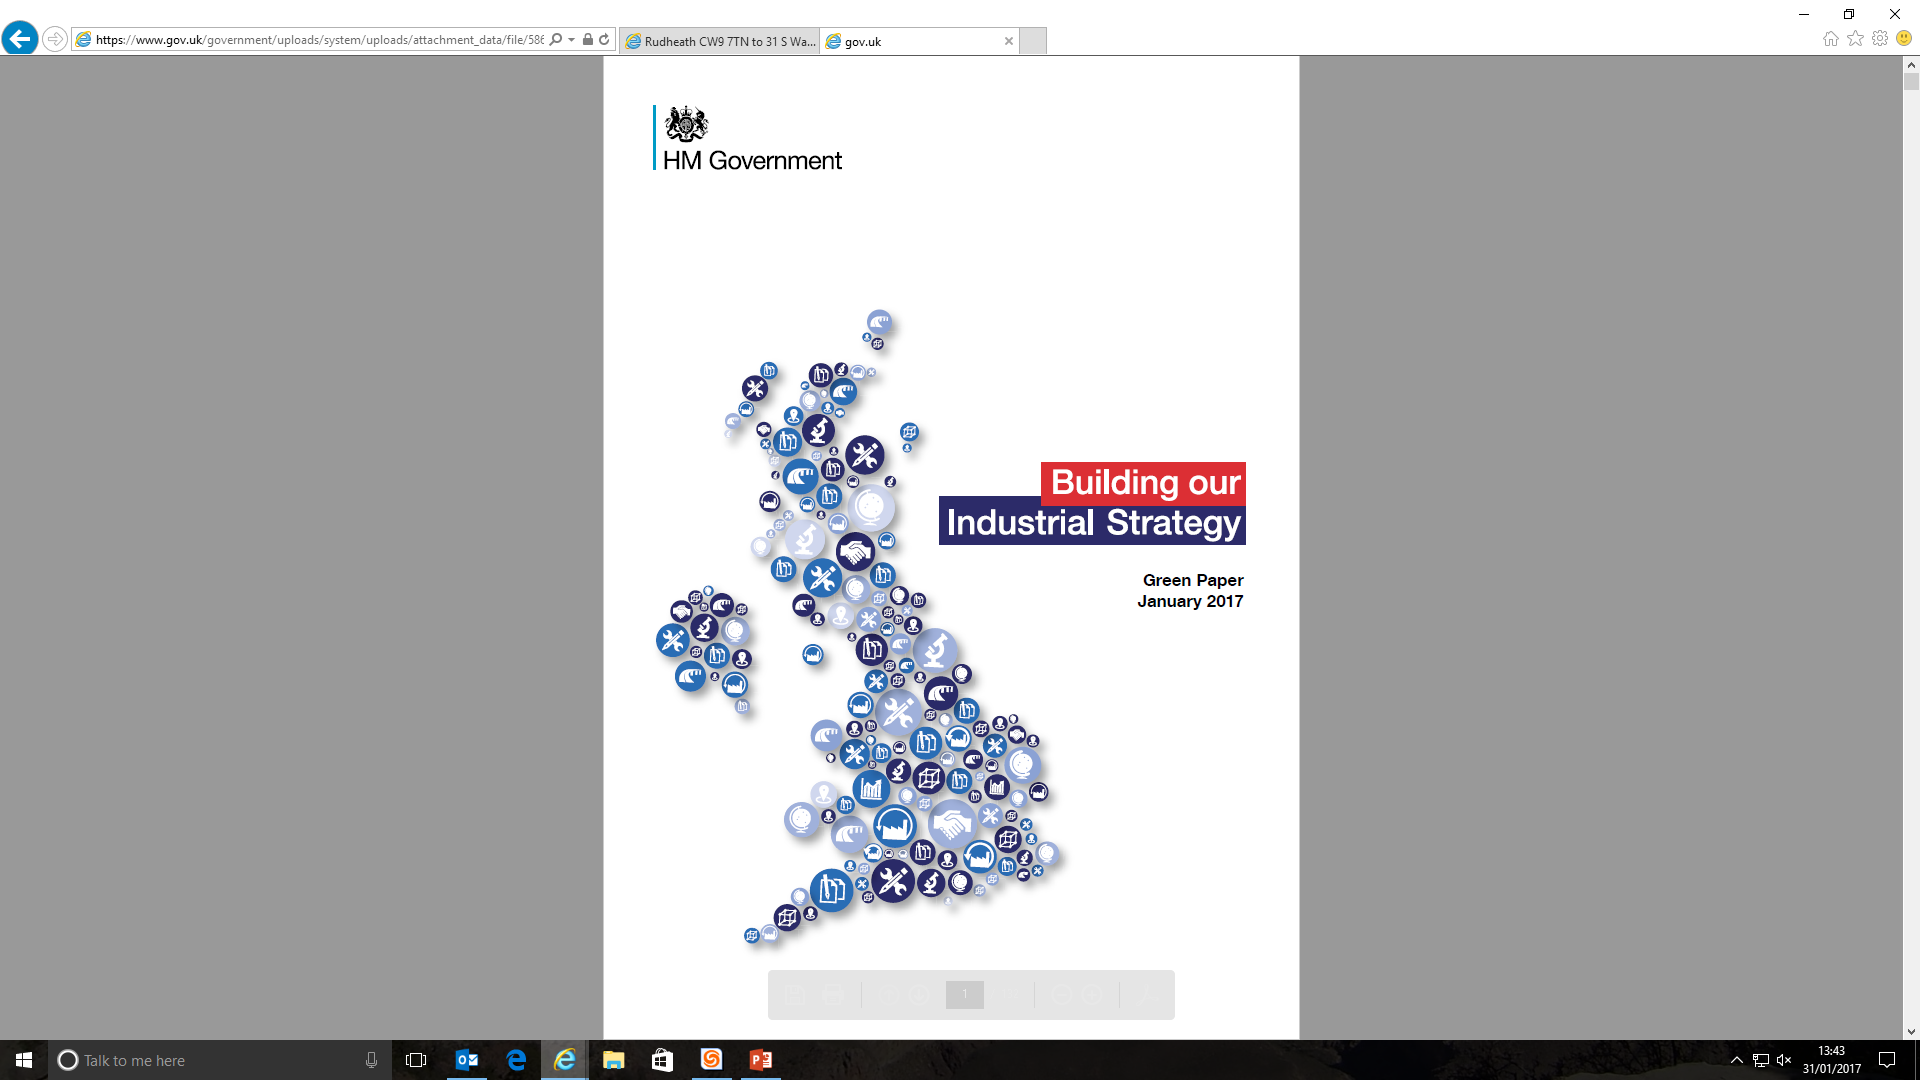 https://www.gov.uk/government/uploads/system/uploads/attachment_data/file/586
Rudheath CW9 7TN to 31 S Wa...
gov.uk
HM Government
Building our
Industrial Strategy
Green Paper
January 2017
1
Talk to me here
13:43
31/01/2017